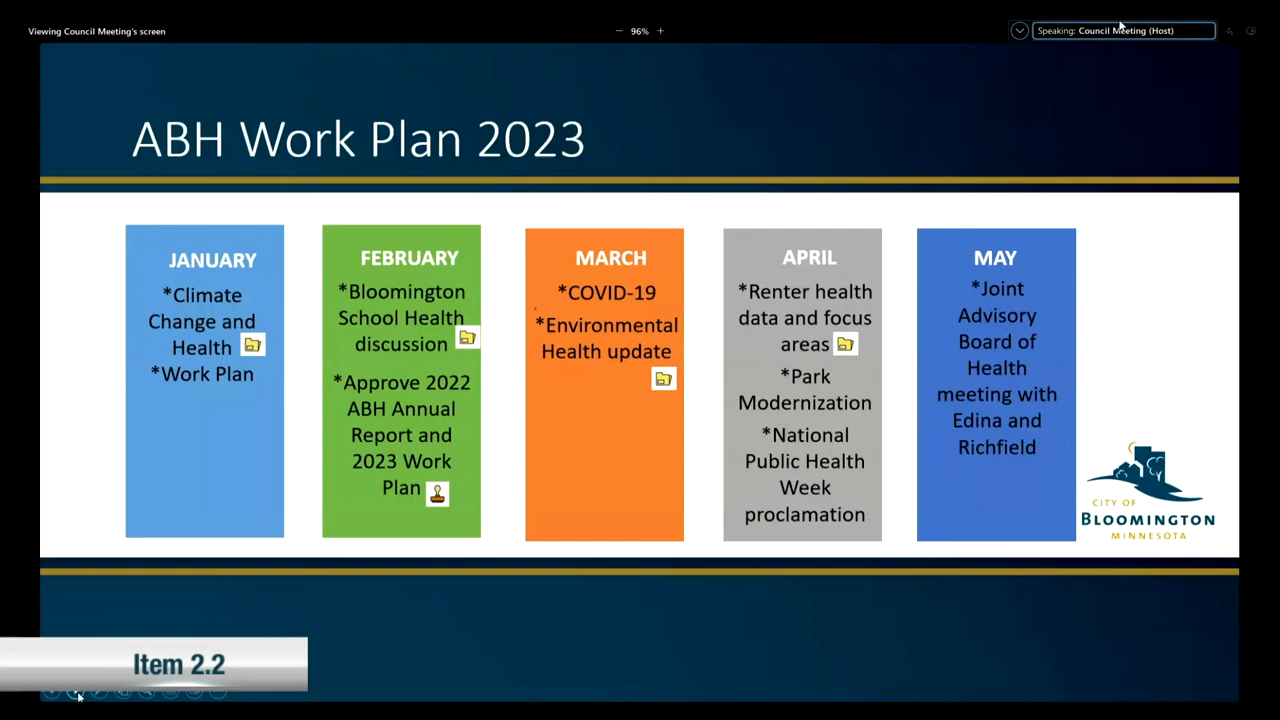 Viewing Council Meeting's screen
96%
Speaking: Council Meeting (Host)
ABH Work Plan 2023
JANUARY
*Climate
Change and
Health
*Work Plan
FEBRUARY
*Bloomington
School Health
discussion
*Approve 2022
ABH Annual
Report and
2023 Work
Plan
MARCH
*COVID-19
*Environmental
Health update
APRIL
*Renter health
data and focus
areas
*Park
Modernization
*National
Public Health
Week
proclamation
MAY
*Joint
Advisory
Board of
Health
meeting with
Edina and
Richfield
CITY OF
BLOOMINGTON
MINNESOTA
Item 2.2